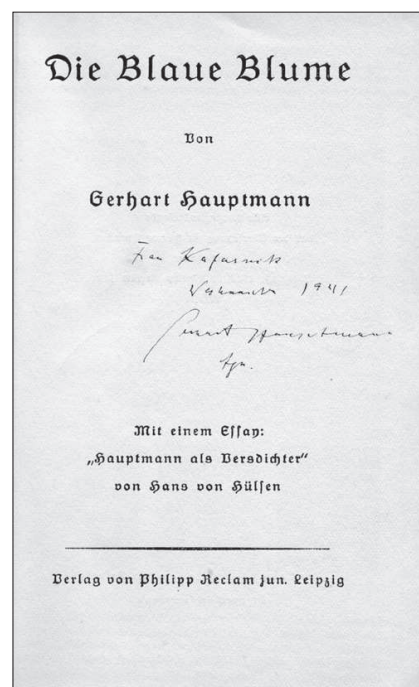 Die Blaue Blume
Von
Gerhart Hauptmann
Frau
Weihnacht 1941
Gerhart Hauptmann
Mit einem Essay:
„Hauptmann als Versdichter“
von Hans von Hülsen
Verlag von Philipp Reclam jun. Leipzig